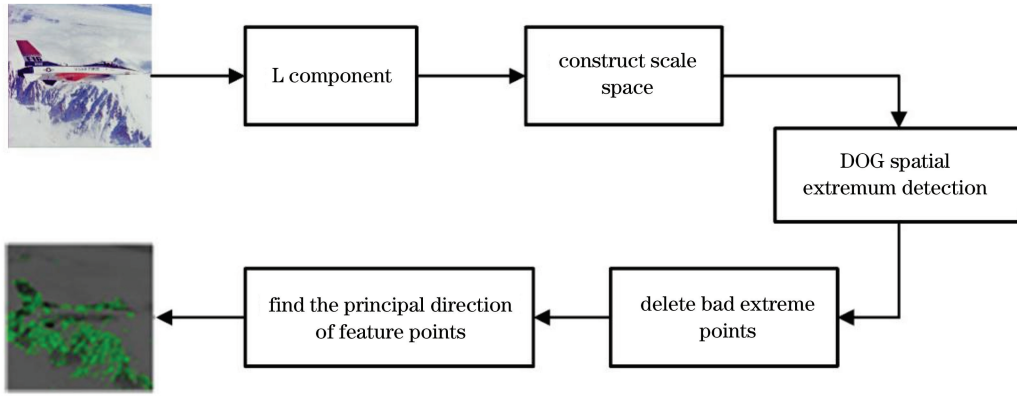 L component
construct scale
space
DOG spatial
extremum detection
delete bad extreme
points
find the principal direction
of feature points